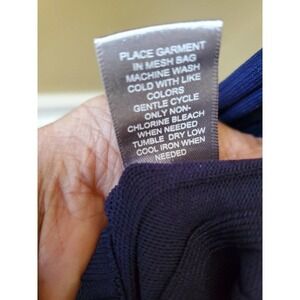 PLACE GARMENT
IN MESH BAG
MACHINE WASH
COLD WITH LIKE
COLORS
GENTLE CYCLE
ONLY NON-
CHLORINE BLEACH
WHEN NEEDED
TUMBLE DRY LOW
COOL IRON WHEN
NEEDED